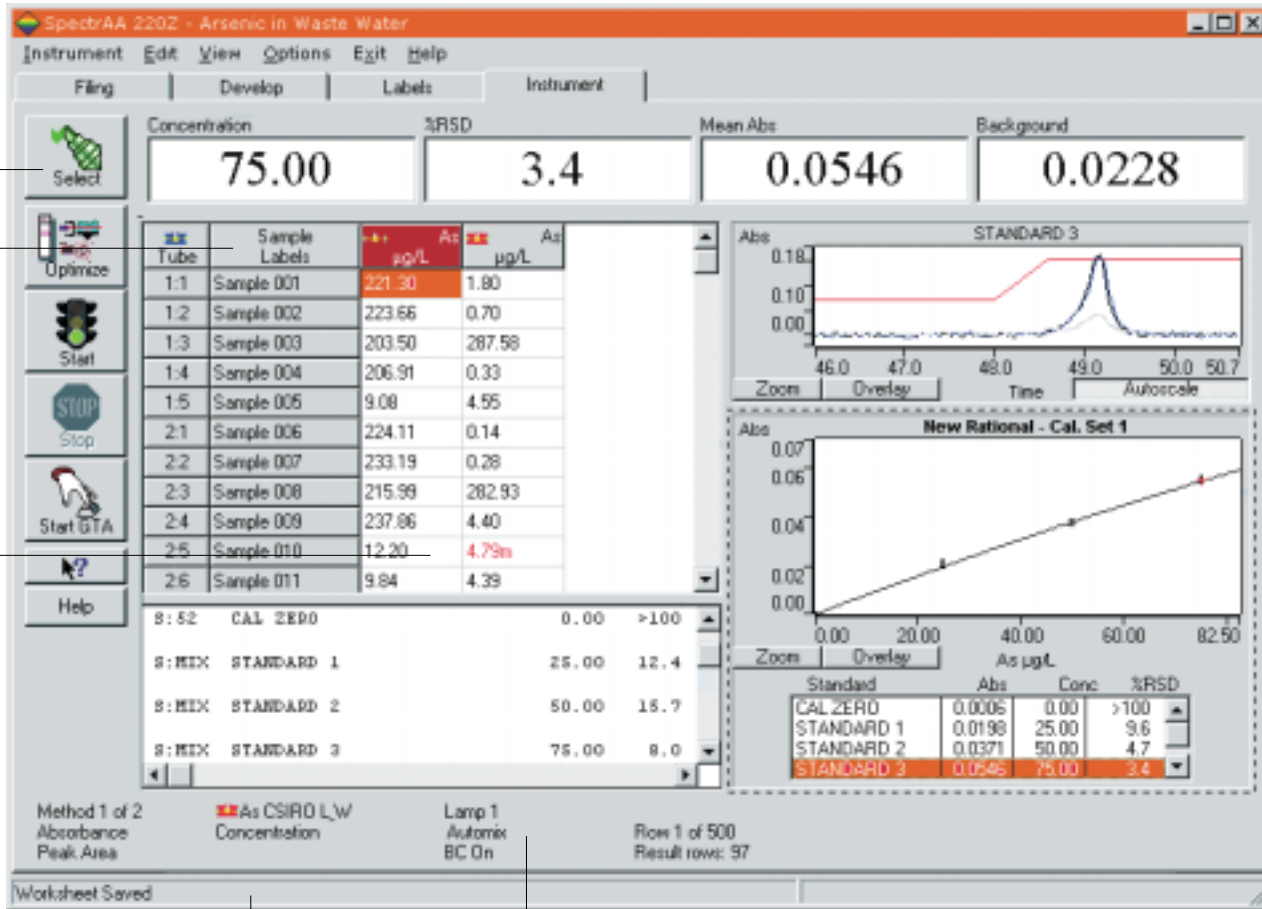 SpectrAA 220Z - Arsenic in Waste Water
Instrument Edit View Options Exit Help
Filing Develop Labels Instrument
Select
Optimize
Start
STOP
Stop
Start GTA
?
Help
Concentration %RSD Mean Abs Background
75.00 3.4 0.0546 0.0228
Tube Sample Labels As µg/L As µg/L
1:1 Sample 001 221.30 1.80
1:2 Sample 002 223.66 0.70
1:3 Sample 003 203.50 287.58
1:4 Sample 004 206.91 0.33
1:5 Sample 005 9.08 4.55
2:1 Sample 006 224.11 0.14
2:2 Sample 007 233.19 0.28
2:3 Sample 008 215.99 282.93
2:4 Sample 009 237.86 4.40
2:5 Sample 010 12.20 4.79m
2:6 Sample 011 9.84 4.39
S:52 CAL ZERO 0.00 >100
S:MIX STANDARD 1 25.00 12.4
S:MIX STANDARD 2 50.00 15.7
S:MIX STANDARD 3 75.00 8.0
Abs STANDARD 3
0.18
0.10
0.00
46.0 47.0 48.0 49.0 50.0 50.7
Zoom Overlay Time Autoscale
Abs New Rational - Cal. Set 1
0.07
0.06
0.04
0.02
0.00
0.00 20.00 40.00 60.00 82.50
Zoom Overlay As µg/L
Standard Abs Conc %RSD
CAL ZERO 0.0006 0.00 >100
STANDARD 1 0.0198 25.00 9.6
STANDARD 2 0.0371 50.00 4.7
STANDARD 3 0.0546 75.00 3.4
Method 1 of 2 As CSIRO L_W Lamp 1
Absorbance Concentration Automix Row 1 of 500
Peak Area BC On Result rows: 97
Worksheet Saved